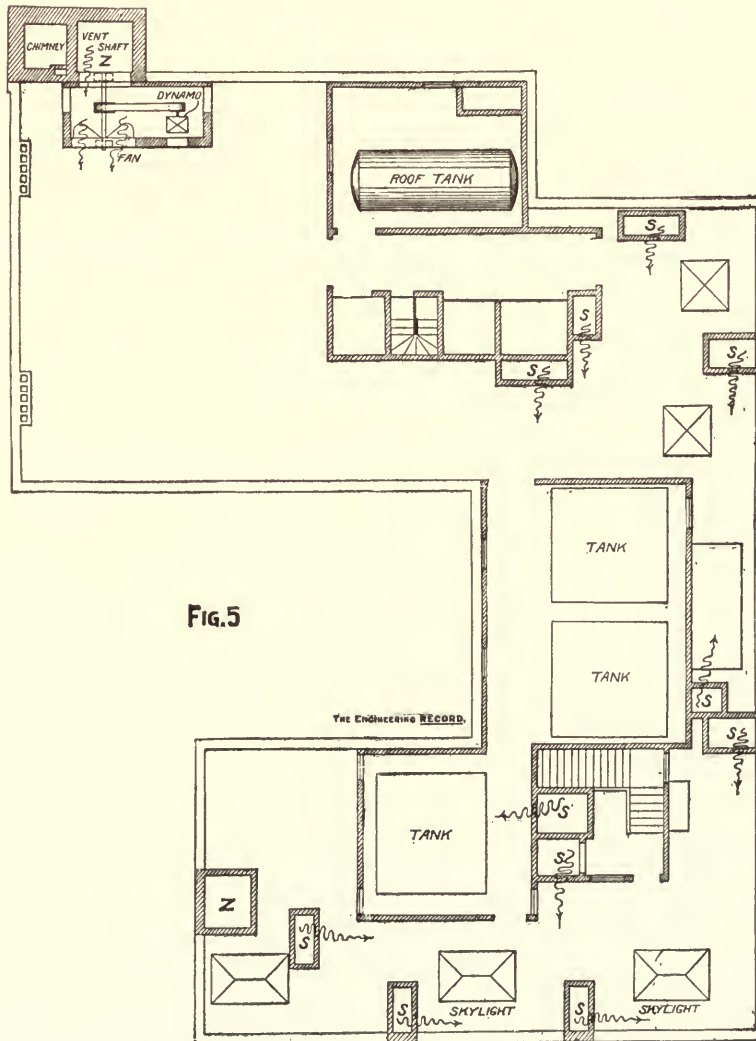 CHIMNEY
VENT
SHAFT
Z
DYNAMO
FAN
ROOF TANK
S
S
S
S
TANK
FIG.5
TANK
THE ENGINEERING RECORD.
S
S
S
TANK
S
Z
S
SKYLIGHT
SKYLIGHT
S
S